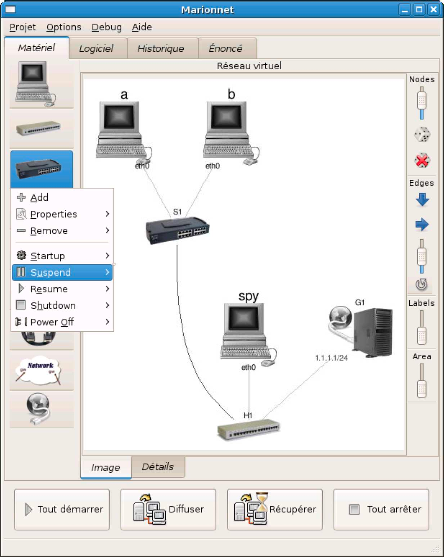 Marionnet
Projet Options Debug Aide
Matériel Logiciel Historique Énoncé
Réseau virtuel
Nodes
a b
eth0 eth0
Edges
S1
Add
Properties
Remove
Startup
Suspend
Resume
Shutdown
Power Off
spy
G1
Labels
eth0
1.1.1.1/24
Area
Network
H1
Image Détails
Tout démarrer Diffuser Récupérer Tout arrêter